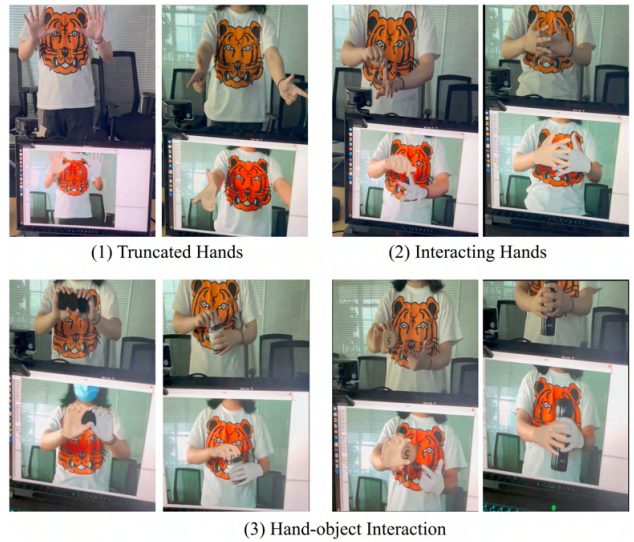 (1) Truncated Hands
(2) Interacting Hands
(3) Hand-object Interaction